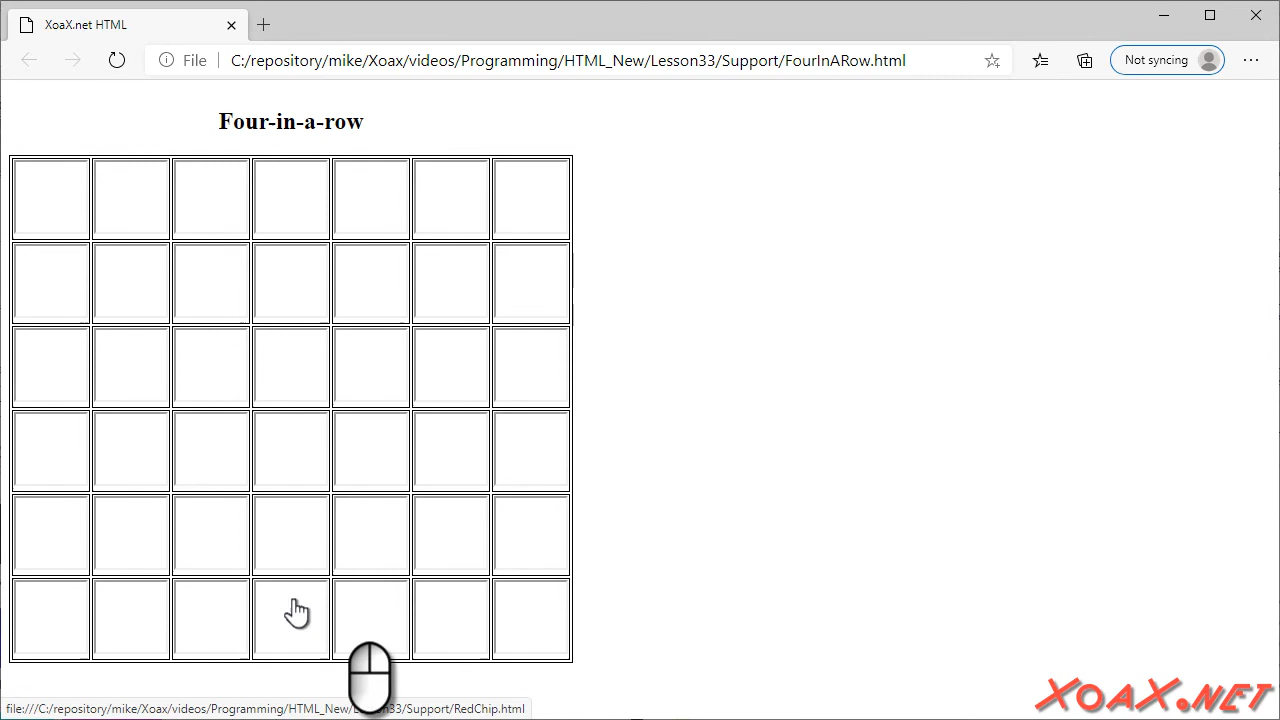 XoaX.net HTML
File
C:/repository/mike/Xoax/videos/Programming/HTML_New/Lesson33/Support/FourInARow.html
Not syncing
Four-in-a-row
file:///C:/repository/mike/Xoax/videos/Programming/HTML_New/Lesson33/Support/RedChip.html
XoaX.net